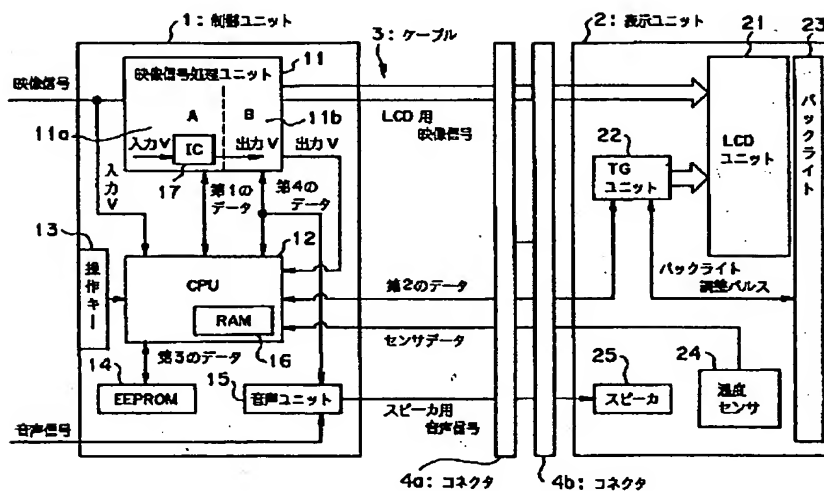 1: 制御ユニット
2: 表示ユニット
21
23
3: ケーブル
映像信号
映像信号処理ユニット
11
A
B
11a
11b
入力V
IC
出力V
出力V
17
LCD用
映像信号
22
TG
ユニット
LCD
ユニット
バックライト
入力V
第1の
データ
第4の
データ
13
12
操作キー
CPU
RAM
16
第2のデータ
バックライト
調整パルス
センサデータ
第3のデータ
14
15
25
24
EEPROM
音声ユニット
スピーカ用
音声信号
スピーカ
温度
センサ
音声信号
4a: コネクタ
4b: コネクタ